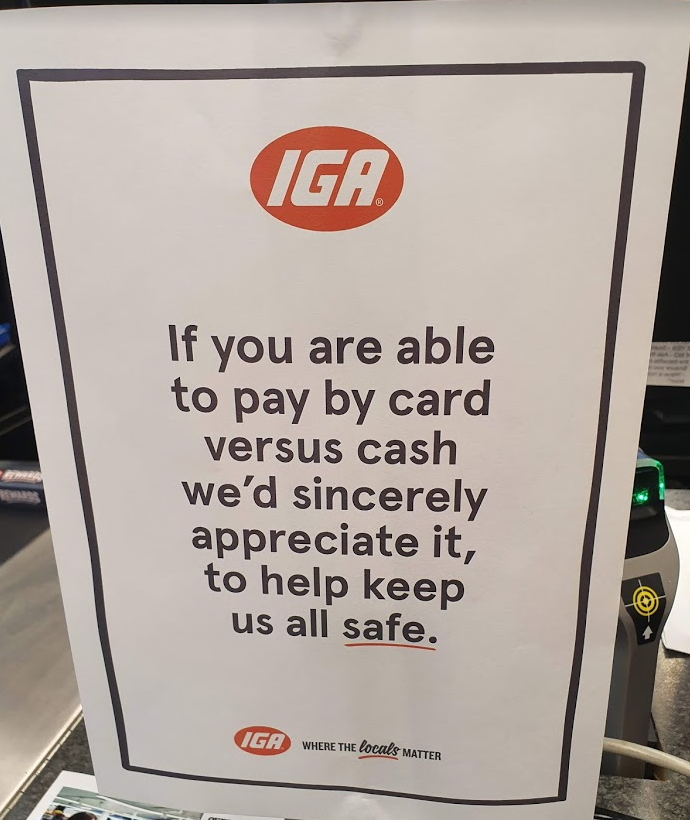 IGA
If you are able
to pay by card
versus cash
we'd sincerely
appreciate it,
to help keep
us all safe.
IGA WHERE THE locals MATTER
REWARDS